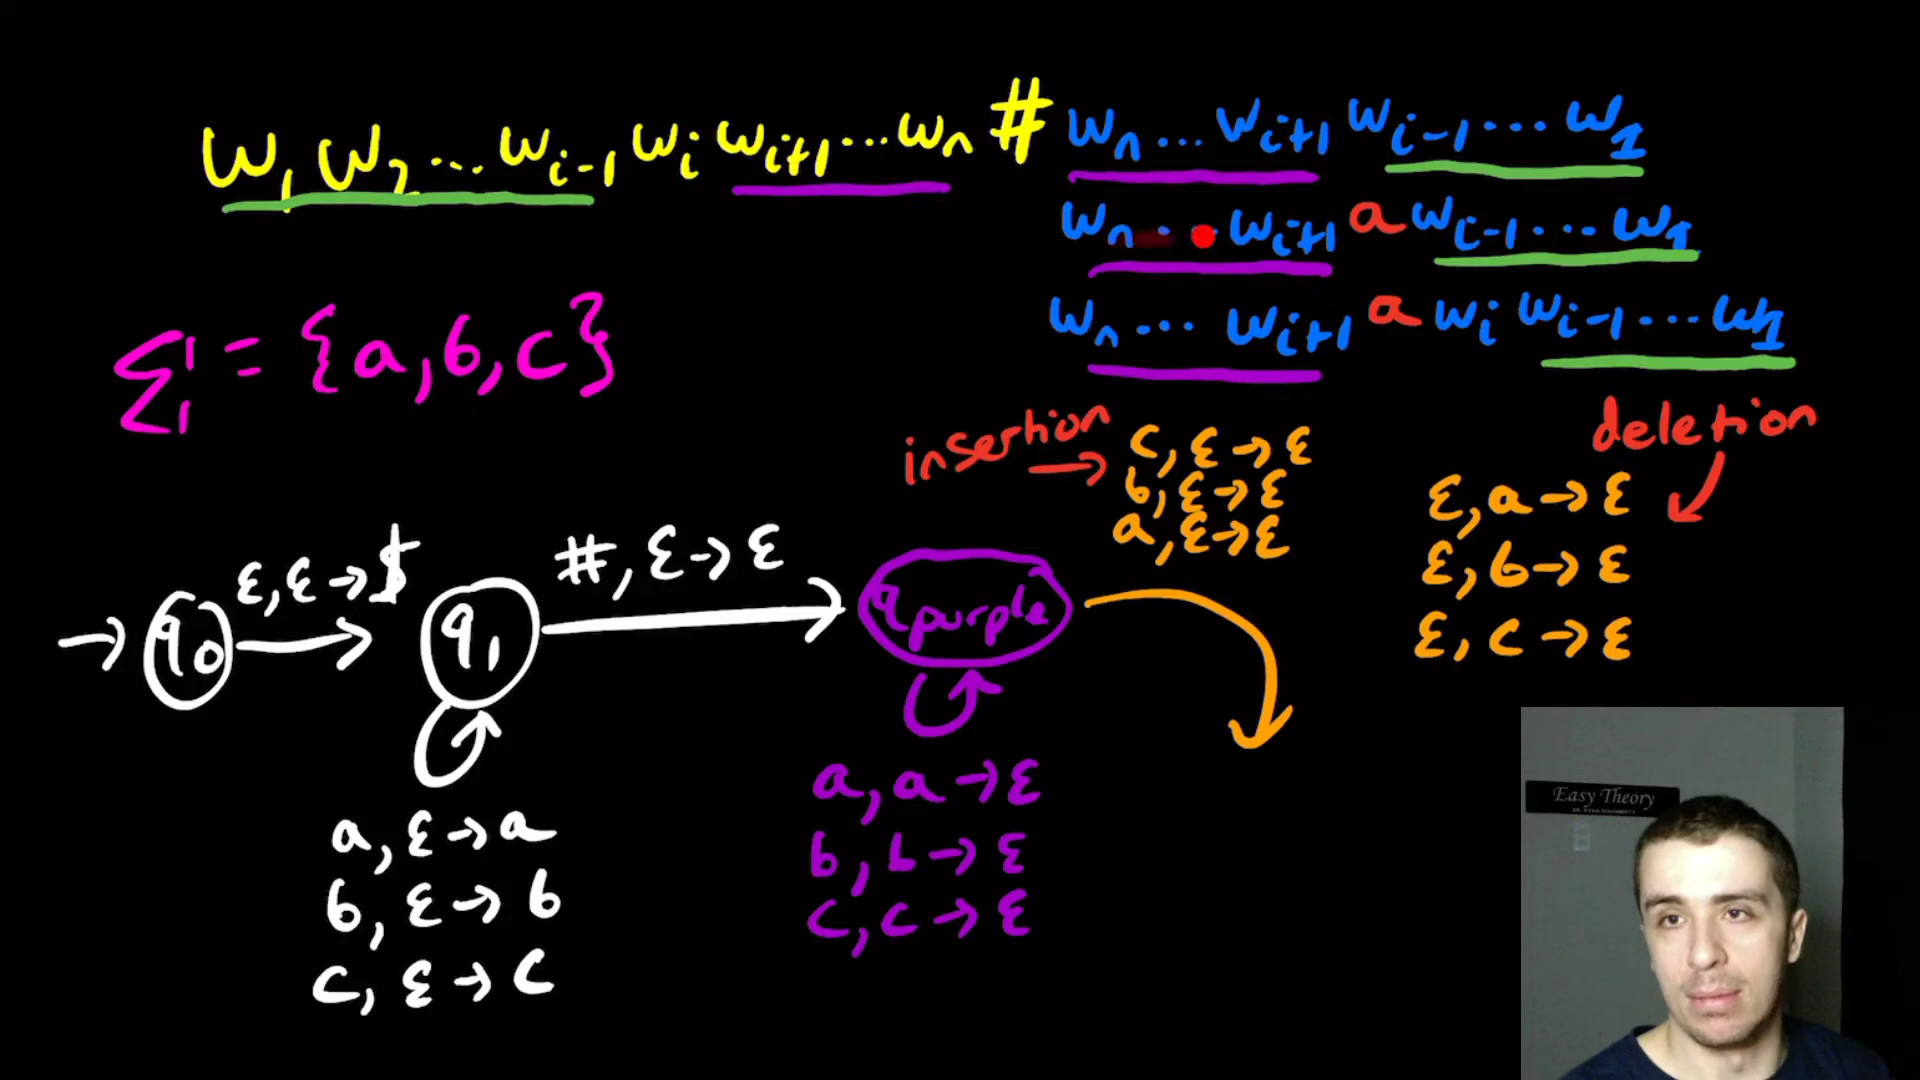 w₁ w₂ ... wᵢ₋₁ wᵢ wᵢ₊₁ ... wₙ # wₙ ... wᵢ₊₁ wᵢ₋₁ ... w₁
wₙ ... wᵢ₊₁ a wᵢ₋₁ ... w₁
wₙ ... wᵢ₊₁ a wᵢ wᵢ₋₁ ... w₁
Σ = {a, b, c}
insertion →
c, ε → ε
b, ε → ε
a, ε → ε
deletion
ε, a → ε
ε, b → ε
ε, c → ε
q₀
ε, ε → $
q₁
#, ε → ε
q purple
a, ε → a
b, ε → b
c, ε → c
a, a → ε
b, b → ε
c, c → ε
Easy Theory